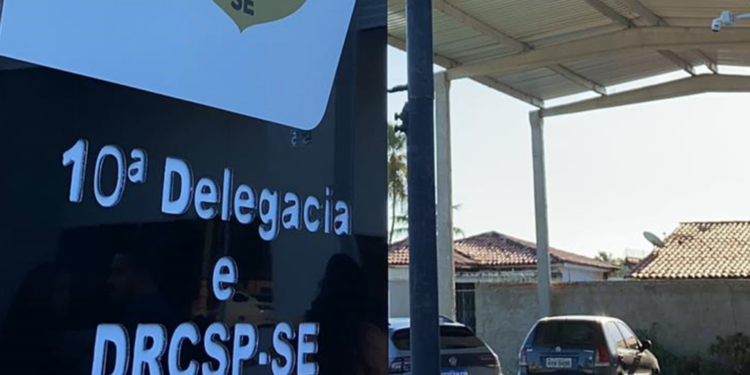 SE
10ª Delegacia
e
DRCSP-SE